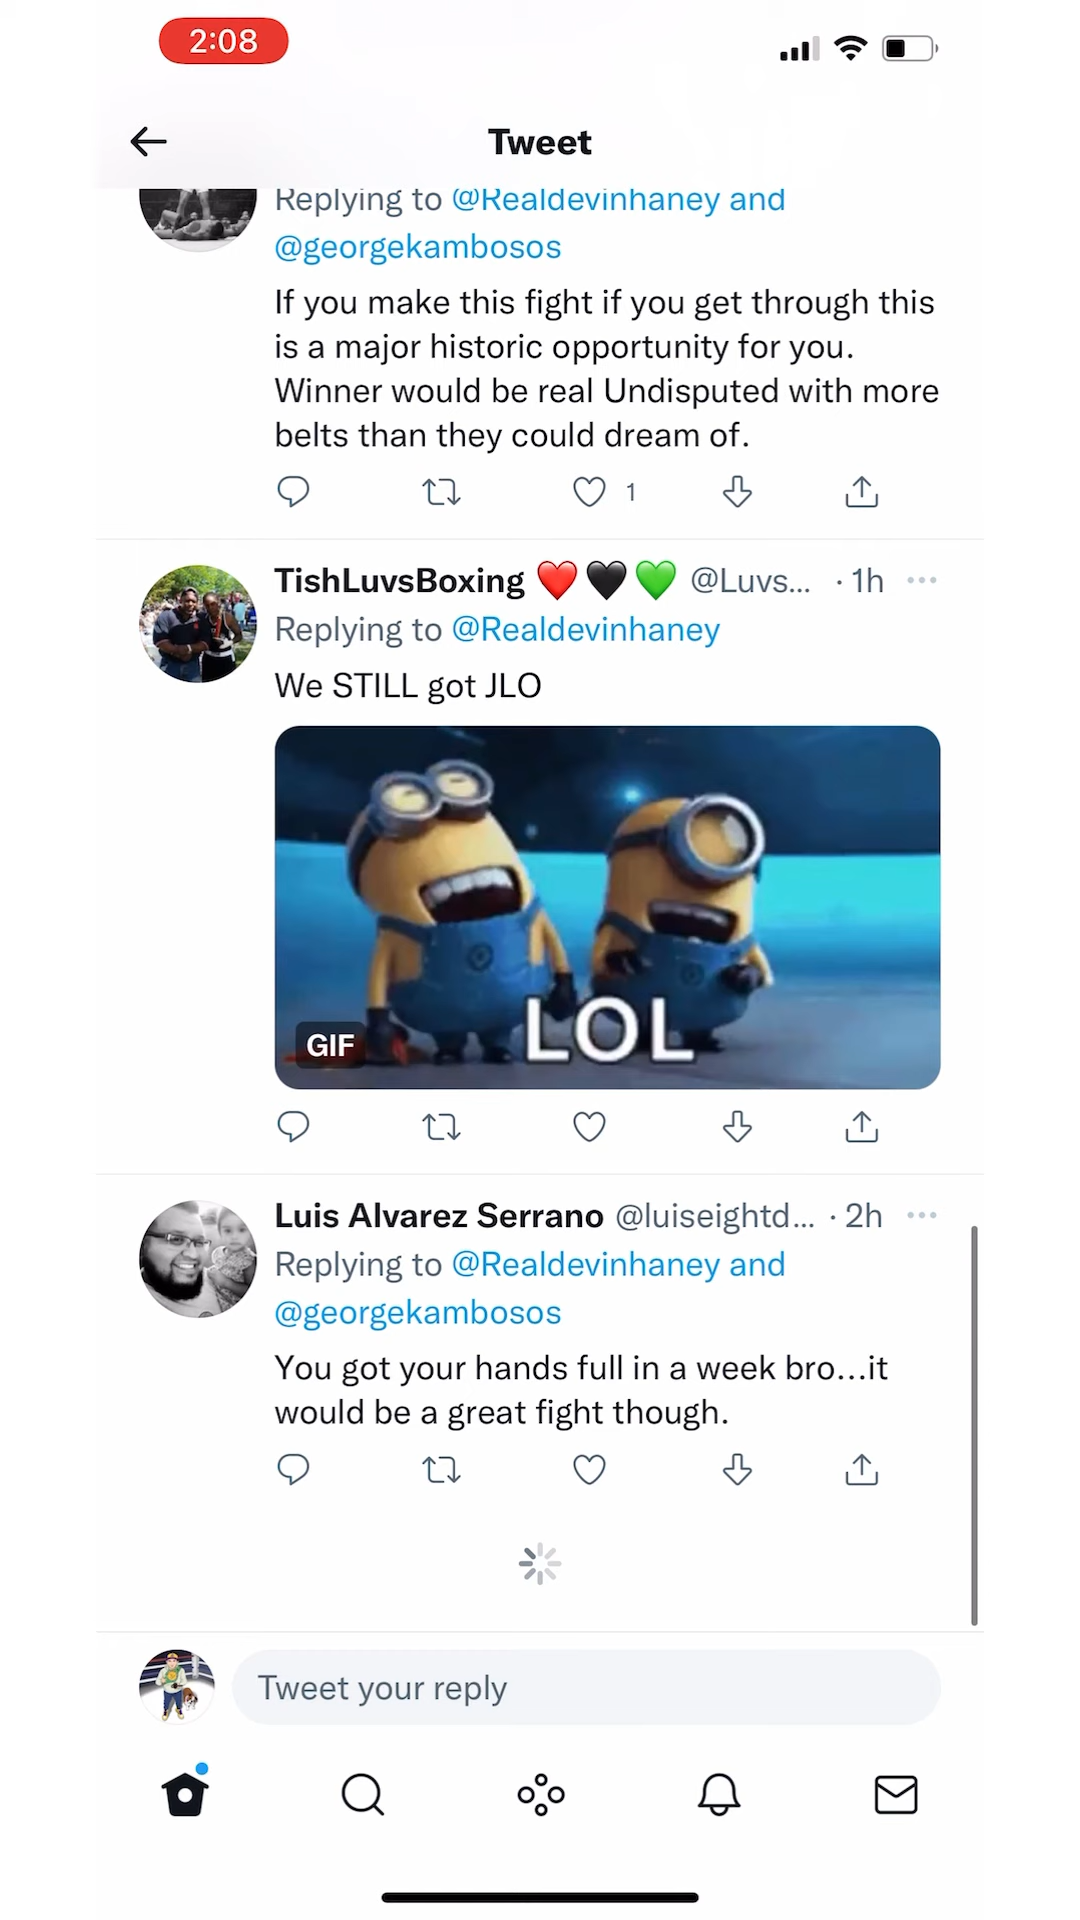 2:08
Tweet
Replying to @Realdevinhaney and
@georgekambosos
If you make this fight if you get through this
is a major historic opportunity for you.
Winner would be real Undisputed with more
belts than they could dream of.
1
TishLuvsBoxing ❤️🖤💚 @Luvs... · 1h
Replying to @Realdevinhaney
We STILL got JLO
LOL
GIF
Luis Alvarez Serrano @luiseightd... · 2h
Replying to @Realdevinhaney and
@georgekambosos
You got your hands full in a week bro...it
would be a great fight though.
Tweet your reply